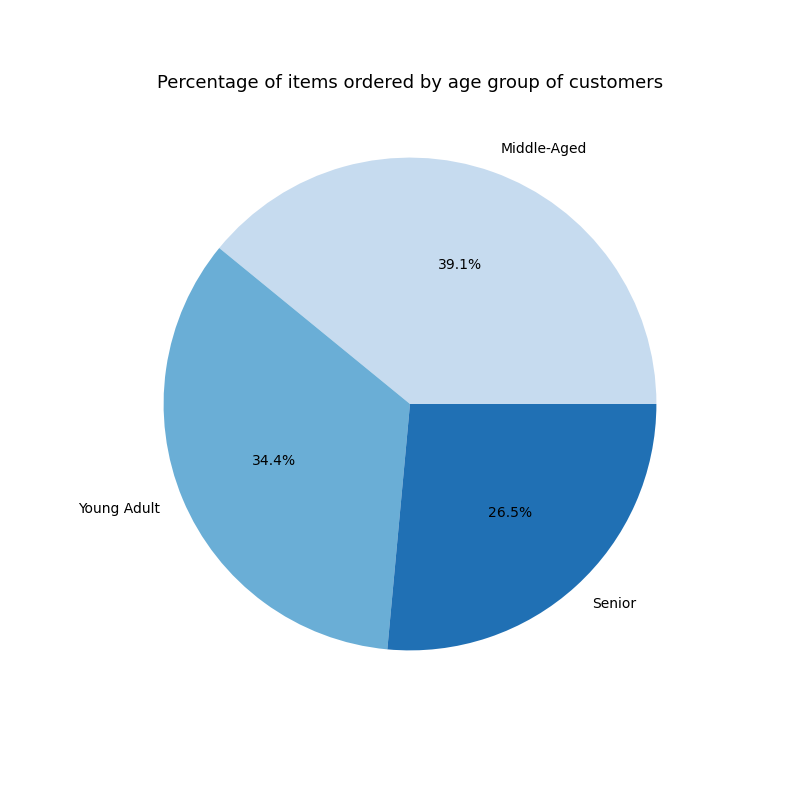 Percentage of items ordered by age group of customers
Middle-Aged
39.1%
34.4%
Young Adult
26.5%
Senior